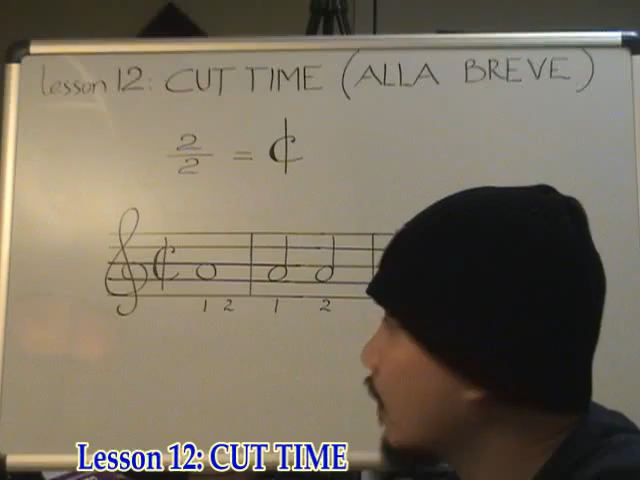 Lesson 12: CUT TIME (ALLA BREVE)
2/2 = ¢
¢
1 2 1 2
Lesson 12: CUT TIME